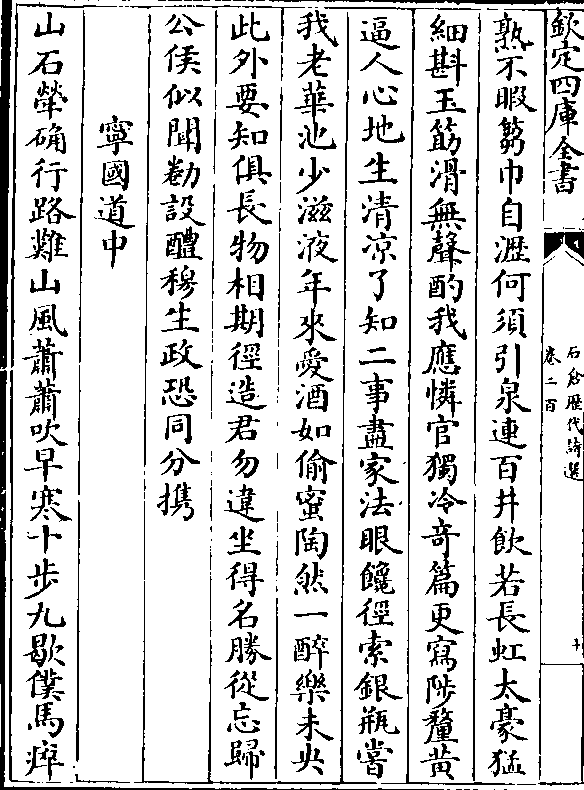 欽定四庫全書
石倉歷代詩選
卷二百
十
熟不暇芻巾自瀝何須引泉連百井飲若長虹太豪猛
細斟玉筯滑無聲酌我應憐官獨冷奇篇更寫陟釐黃
逼人心地生清凉了知二事盡家法眼饞徑索銀瓶嘗
我老華池少滋液年來愛酒如偷蜜陶然一醉樂未央
此外要知俱長物相期徑造君勿違坐得名勝從忘歸
公侯似聞勸設醴穆生政恐同分携
寧國道中
山石犖确行路難山風蕭蕭吹早寒十步九歇僕馬瘁